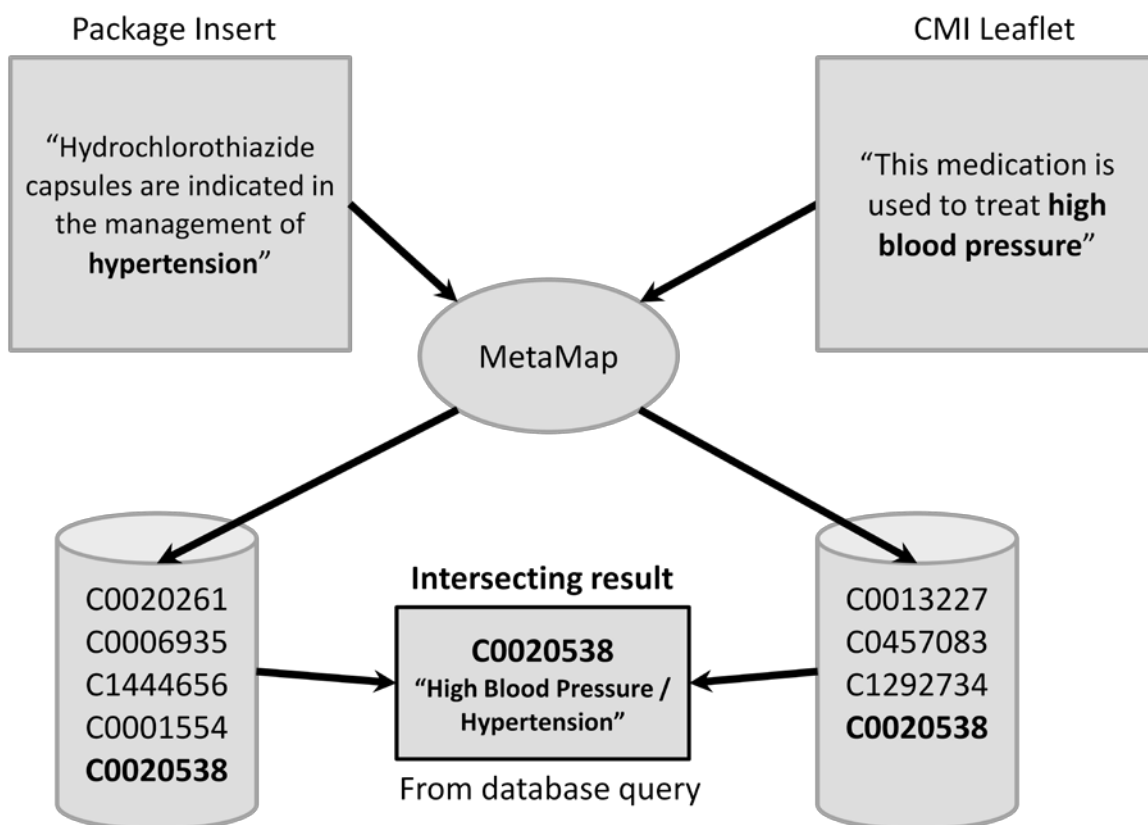 Package Insert
CMI Leaflet
“Hydrochlorothiazide
capsules are indicated in
the management of
hypertension”
“This medication is
used to treat high
blood pressure”
MetaMap
C0020261
C0006935
C1444656
C0001554
C0020538
Intersecting result
C0020538
“High Blood Pressure /
Hypertension”
From database query
C0013227
C0457083
C1292734
C0020538